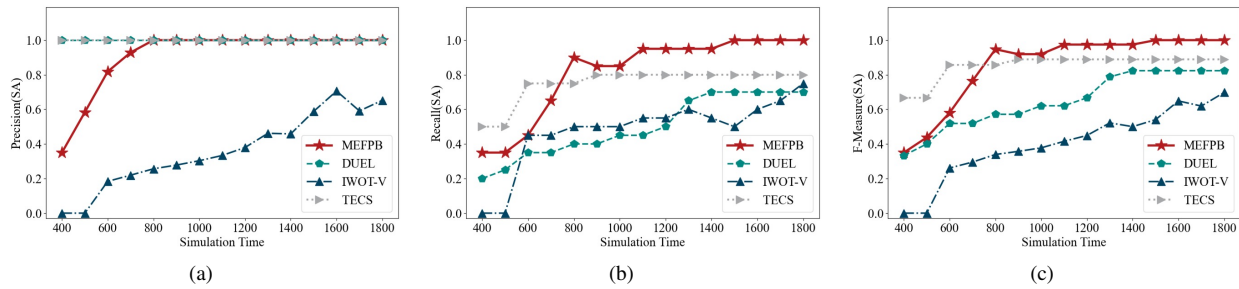 Precision(SA)
1.0
0.8
0.6
0.4
0.2
0.0
400 600 800 1000 1200 1400 1600 1800
Simulation Time
MEFPB
DUEL
IWOT-V
TECS
(a)
Recall(SA)
1.0
0.8
0.6
0.4
0.2
0.0
400 600 800 1000 1200 1400 1600 1800
Simulation Time
MEFPB
DUEL
IWOT-V
TECS
(b)
F-Measure(SA)
1.0
0.8
0.6
0.4
0.2
0.0
400 600 800 1000 1200 1400 1600 1800
Simulation Time
MEFPB
DUEL
IWOT-V
TECS
(c)